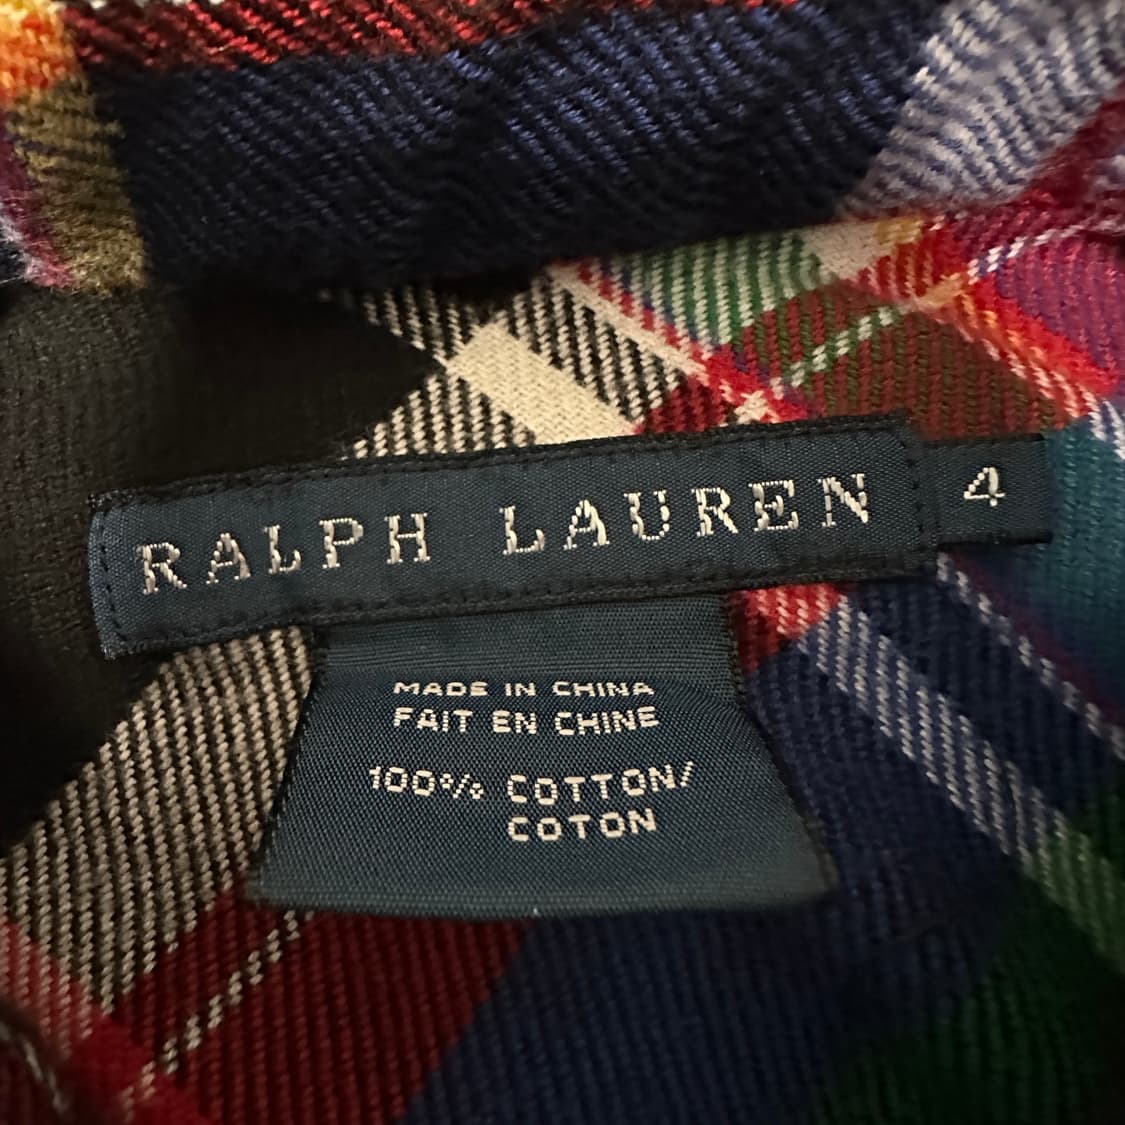 RALPH LAUREN 4
MADE IN CHINA
FAIT EN CHINE
100% COTTON/
COTON